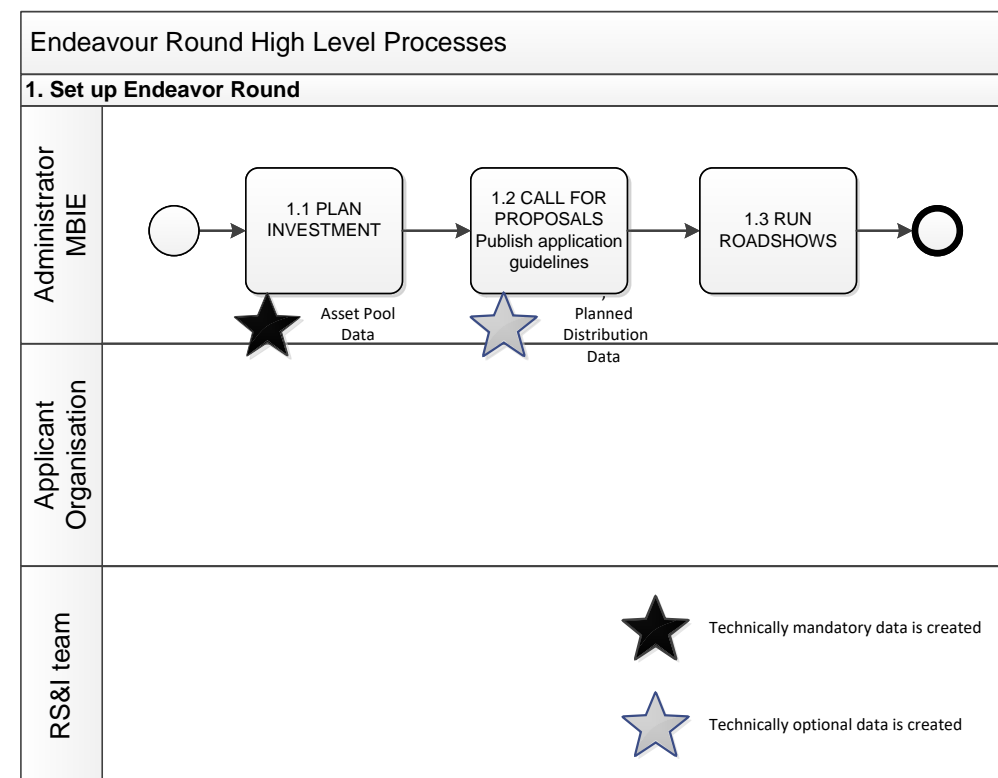 Endeavour Round High Level Processes
1. Set up Endeavor Round
Administrator
MBIE
1.1 PLAN
INVESTMENT
1.2 CALL FOR
PROPOSALS
Publish application
guidelines
1.3 RUN
ROADSHOWS
Asset Pool
Data
,
Planned
Distribution
Data
Applicant
Organisation
RS&I team
Technically mandatory data is created
Technically optional data is created